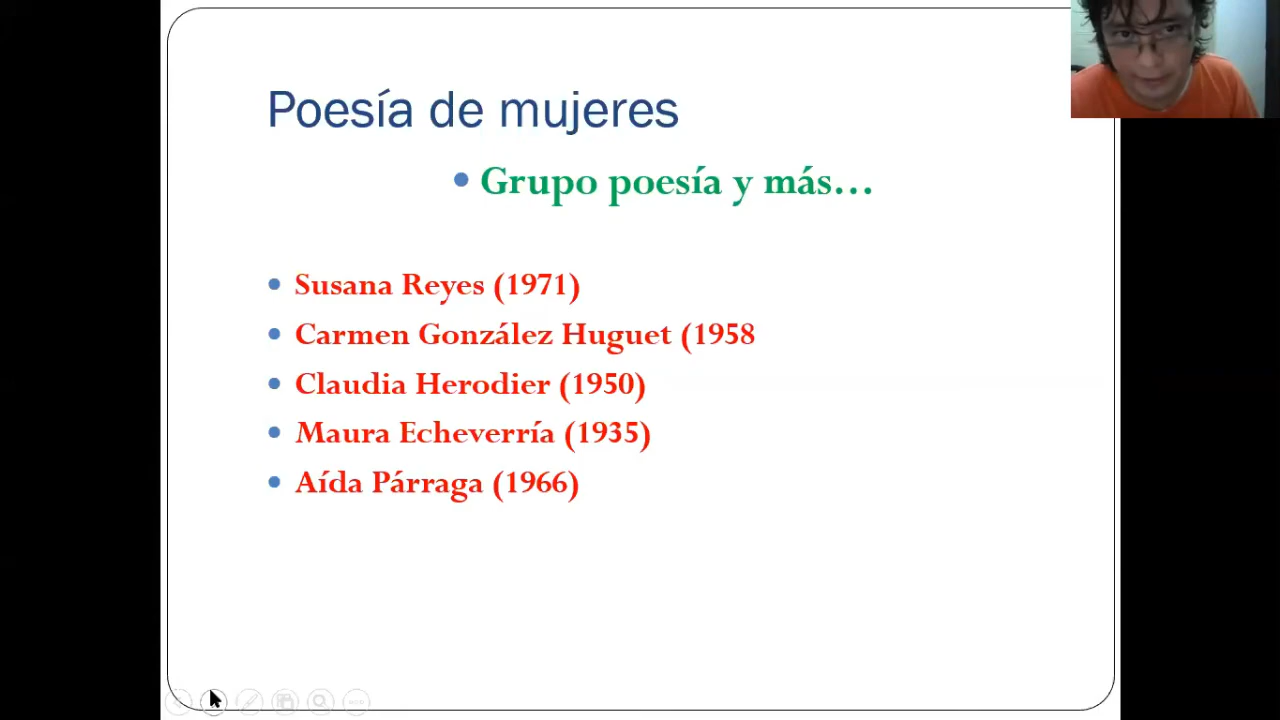 Poesía de mujeres
Grupo poesía y más…
Susana Reyes (1971)
Carmen González Huguet (1958
Claudia Herodier (1950)
Maura Echeverría (1935)
Aída Párraga (1966)